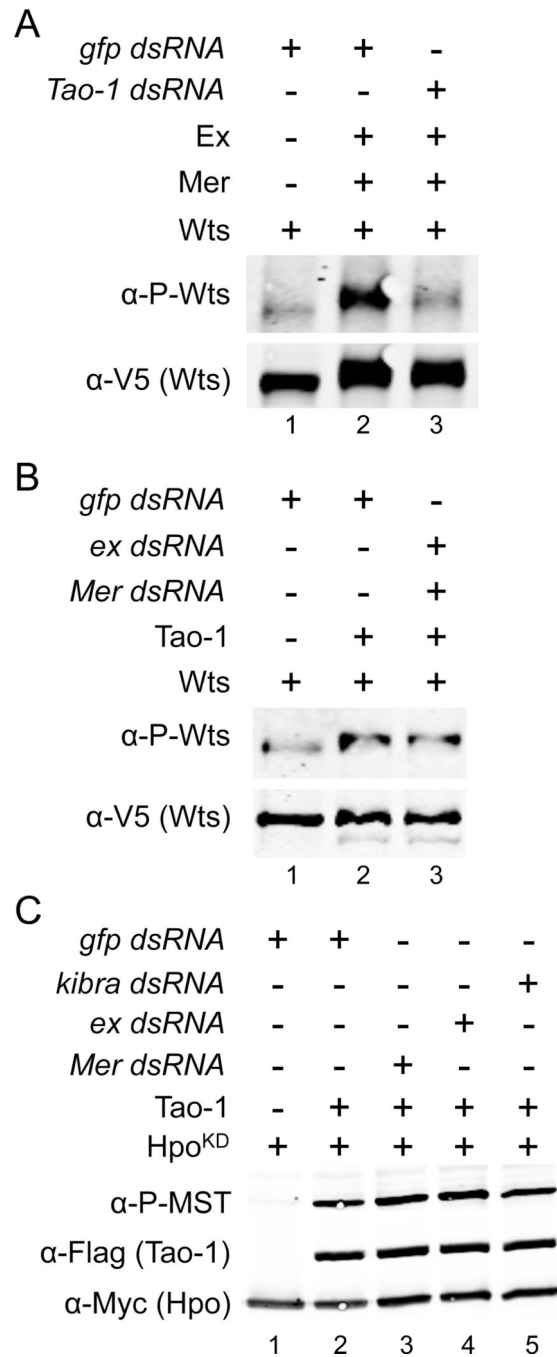 A
gfp dsRNA + + -
Tao-1 dsRNA - - +
Ex - + +
Mer - + +
Wts + + +
α-P-Wts
α-V5 (Wts)
1 2 3
B
gfp dsRNA + + -
ex dsRNA - - +
Mer dsRNA - - +
Tao-1 - + +
Wts + + +
α-P-Wts
α-V5 (Wts)
1 2 3
C
gfp dsRNA + + - - -
kibra dsRNA - - - - +
ex dsRNA - - - + -
Mer dsRNA - - + - -
Tao-1 - + + + +
Hpo^KD + + + + +
α-P-MST
α-Flag (Tao-1)
α-Myc (Hpo)
1 2 3 4 5